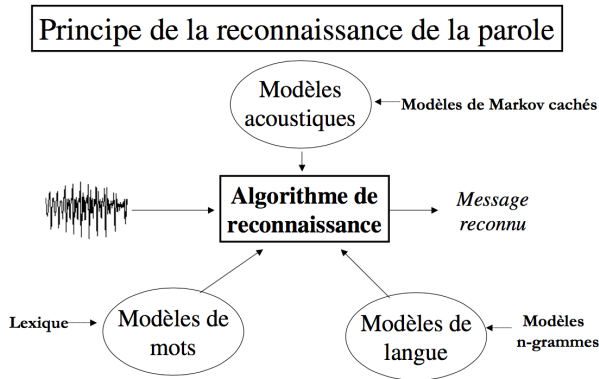 Principe de la reconnaissance de la parole
Modèles
acoustiques
Modèles de Markov cachés
Algorithme de
reconnaissance
Message
reconnu
Lexique
Modèles de
mots
Modèles de
langue
Modèles
n-grammes